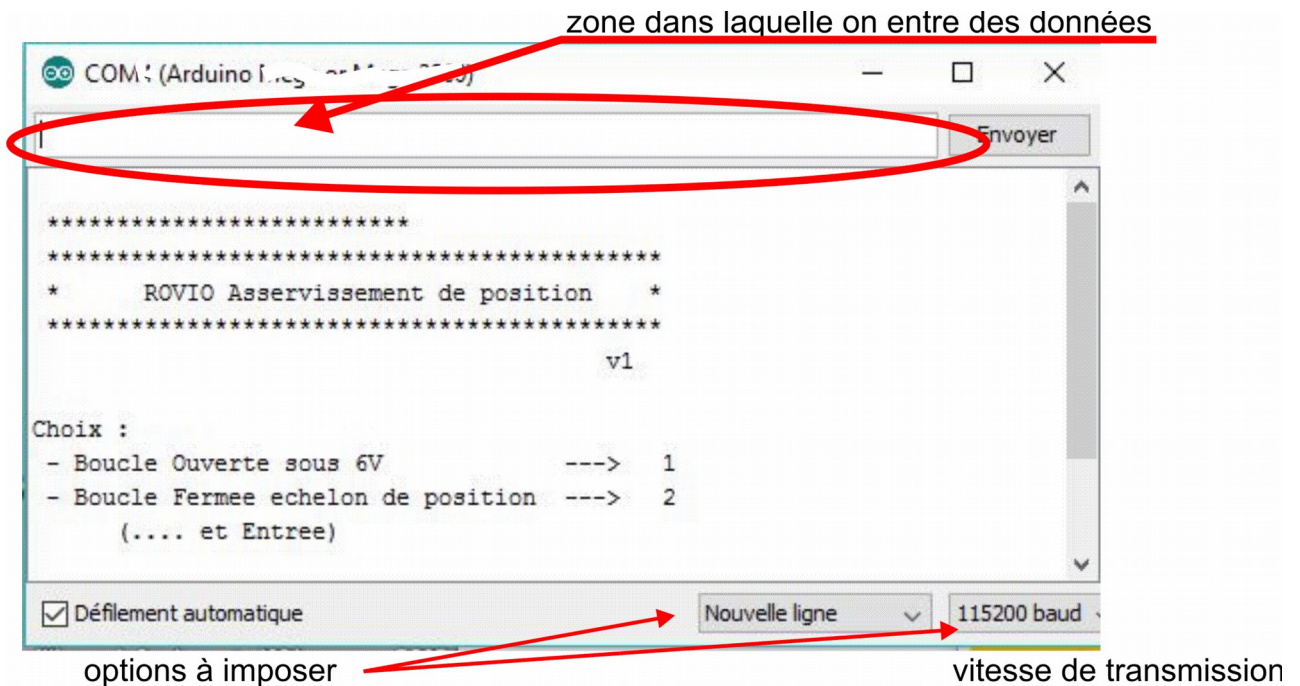 zone dans laquelle on entre des données
(Arduino
Envoyer
**************************
********************************************
* ROVIO Asservissement de position *
********************************************
v1
Choix :
- Boucle Ouverte sous 6V ---> 1
- Boucle Fermee echelon de position ---> 2
(.... et Entree)
Défilement automatique
Nouvelle ligne
115200 baud
options à imposer
vitesse de transmission